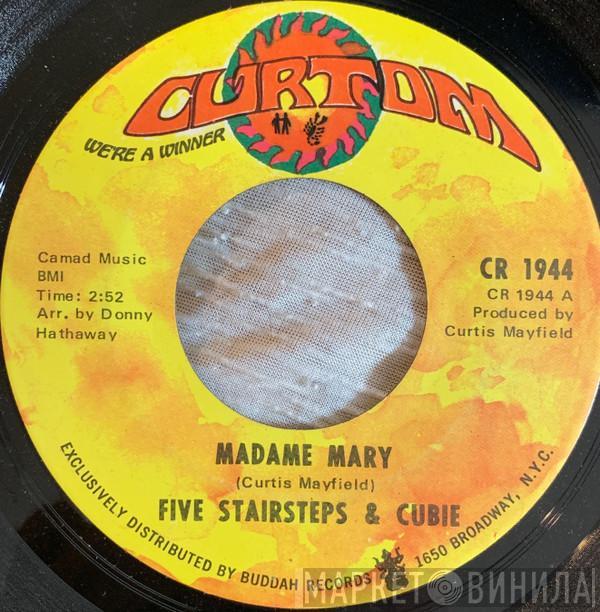 CURTOM
WE'RE A WINNER
Camad Music
BMI
Time: 2:52
Arr. by Donny
Hathaway
CR 1944
CR 1944 A
Produced by
Curtis Mayfield
MADAME MARY
(Curtis Mayfield)
FIVE STAIRSTEPS & CUBIE
EXCLUSIVELY DISTRIBUTED BY BUDDAH RECORDS 1650 BROADWAY, N.Y.C.
МАРКЕТ ВИНИЛА